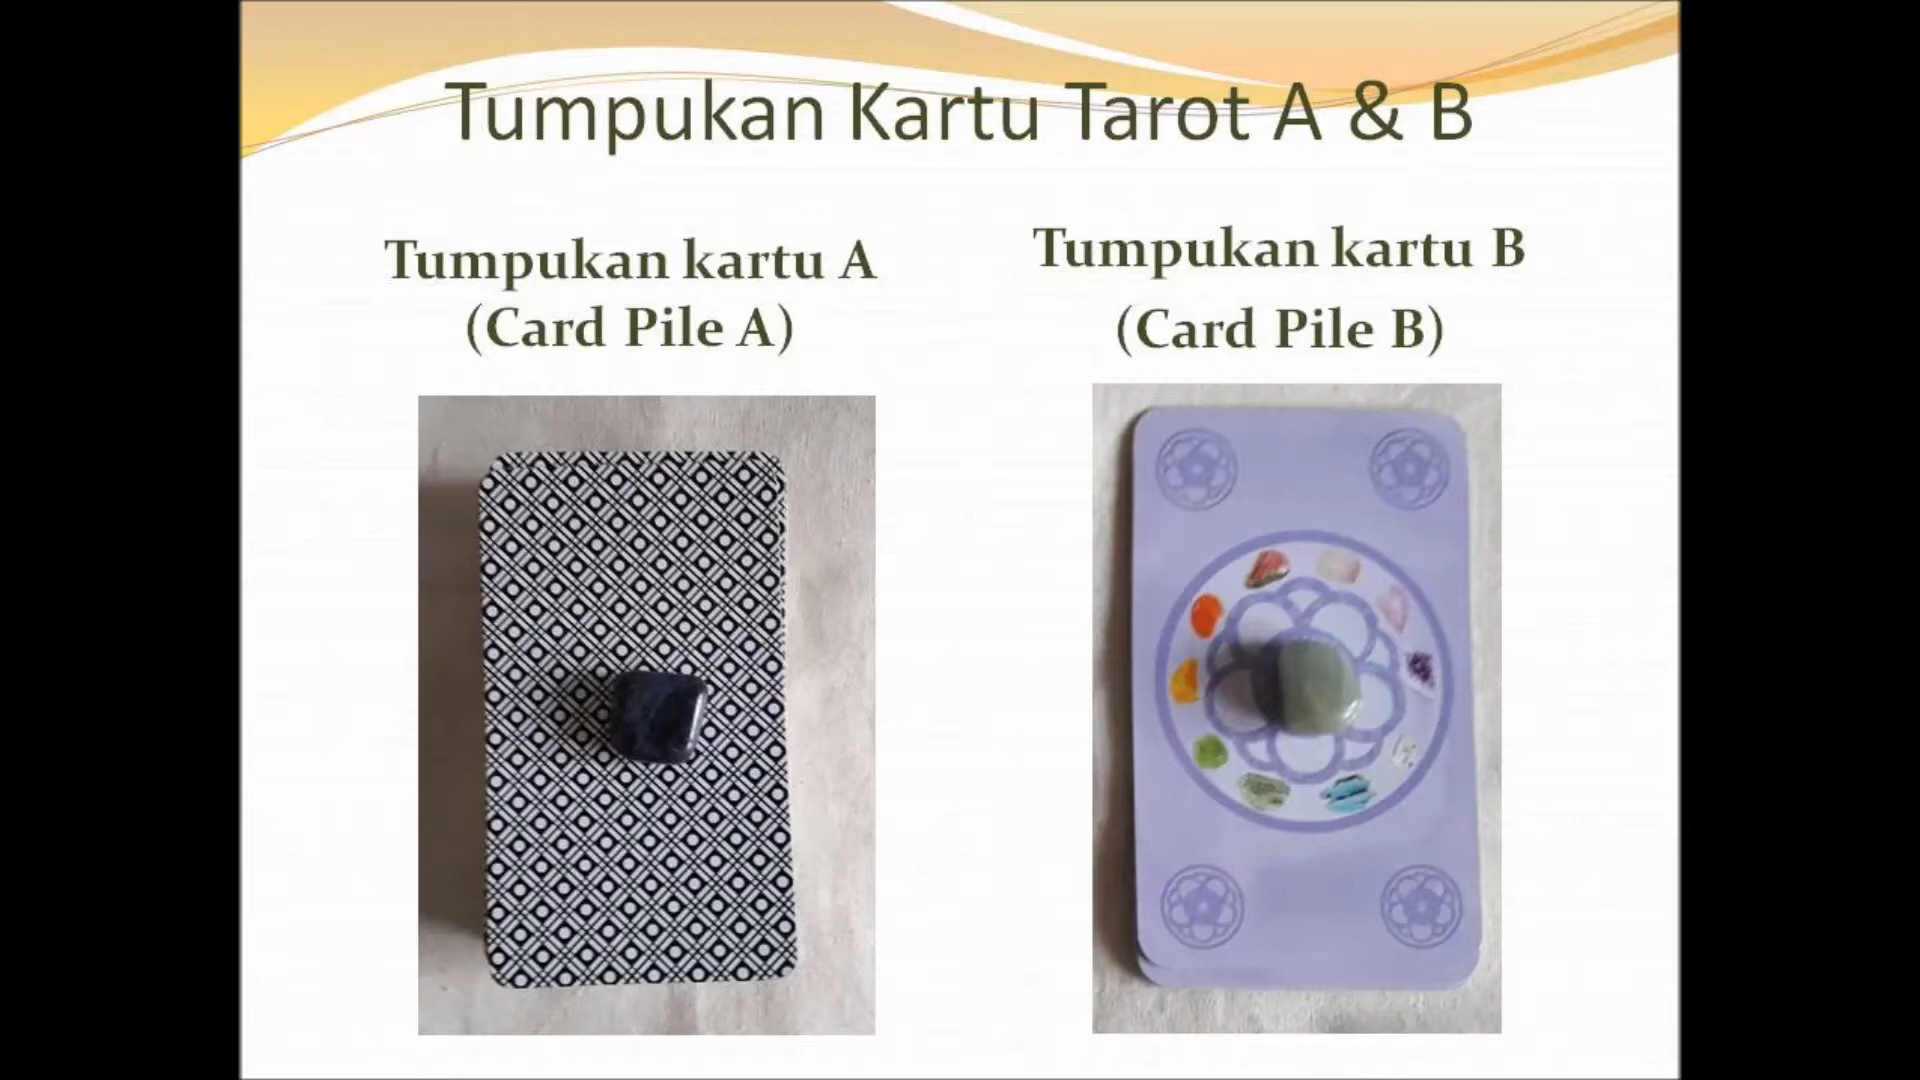 Tumpukan Kartu Tarot A & B
Tumpukan kartu A
(Card Pile A)
Tumpukan kartu B
(Card Pile B)